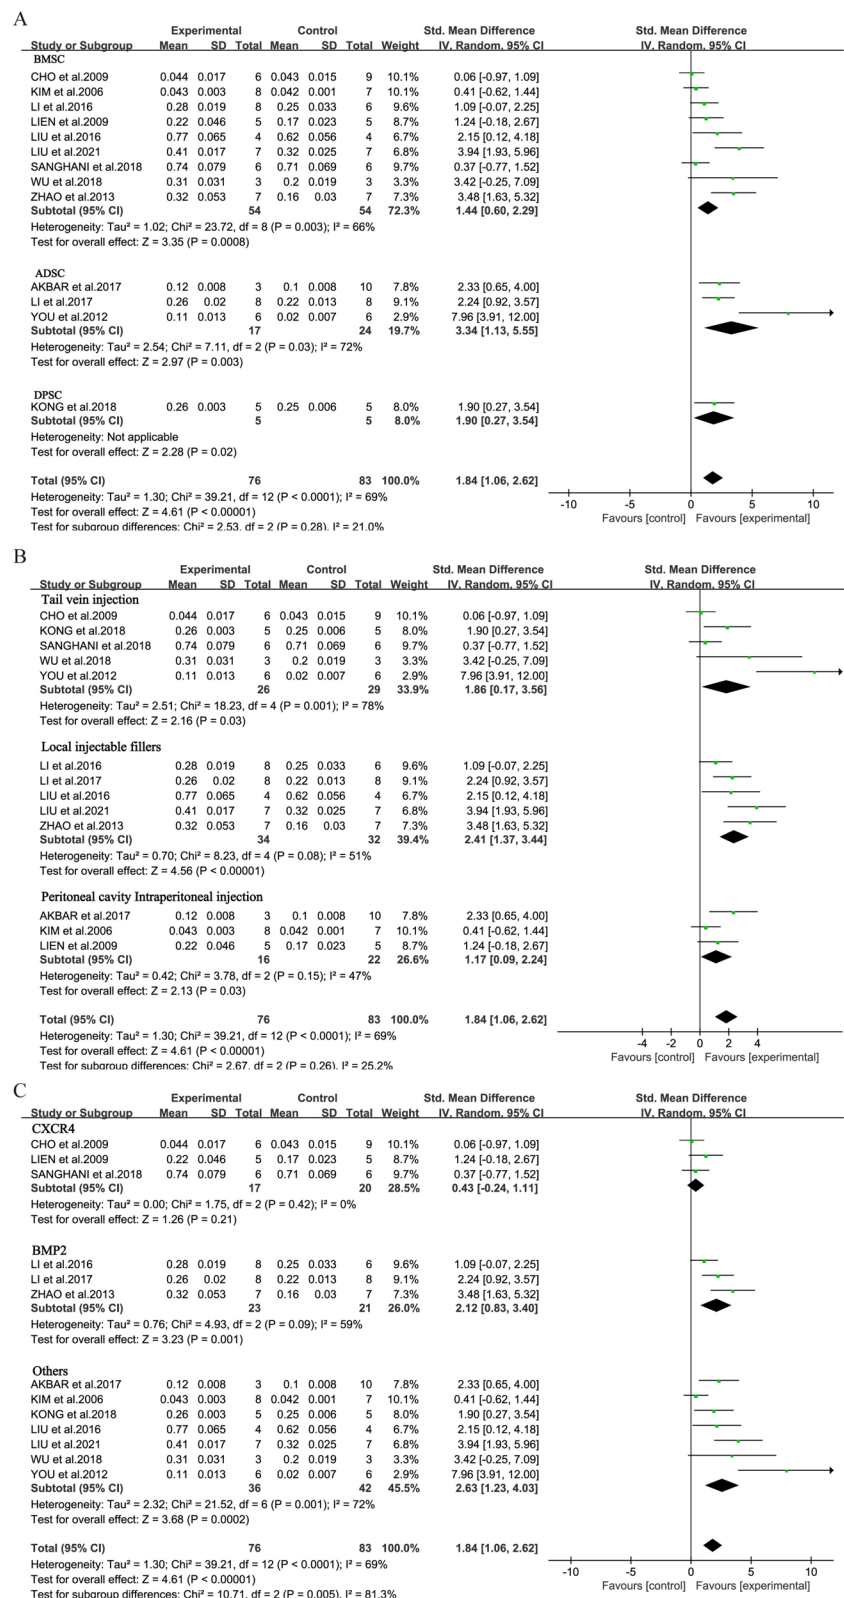 A
Experimental Control Std. Mean Difference Std. Mean Difference
Study or Subgroup Mean SD Total Mean SD Total Weight IV. Random. 95% CI IV. Random. 95% CI
BMSC
CHO et al.2009 0.044 0.017 6 0.043 0.015 9 10.1% 0.06 [-0.97, 1.09]
KIM et al.2006 0.043 0.003 8 0.042 0.001 7 10.1% 0.41 [-0.62, 1.44]
LI et al.2016 0.28 0.019 8 0.25 0.033 6 9.6% 1.09 [-0.07, 2.25]
LIEN et al.2009 0.22 0.046 5 0.17 0.023 5 8.7% 1.24 [-0.18, 2.67]
LIU et al.2016 0.77 0.065 4 0.62 0.056 4 6.7% 2.15 [0.12, 4.18]
LIU et al.2021 0.41 0.017 7 0.32 0.025 7 6.8% 3.94 [1.93, 5.96]
SANGHANI et al.2018 0.74 0.079 6 0.71 0.069 6 9.7% 0.37 [-0.77, 1.52]
WU et al.2018 0.31 0.031 3 0.2 0.019 3 3.3% 3.42 [-0.25, 7.09]
ZHAO et al.2013 0.32 0.053 7 0.16 0.03 7 7.3% 3.48 [1.63, 5.32]
Subtotal (95% CI) 54 54 72.3% 1.44 [0.60, 2.29]
Heterogeneity: Tau² = 1.02; Chi² = 23.72, df = 8 (P = 0.003); I² = 66%
Test for overall effect: Z = 3.35 (P = 0.0008)
ADSC
AKBAR et al.2017 0.12 0.008 3 0.1 0.008 10 7.8% 2.33 [0.65, 4.00]
LI et al.2017 0.26 0.02 8 0.22 0.013 8 9.1% 2.24 [0.92, 3.57]
YOU et al.2012 0.11 0.013 6 0.02 0.007 6 2.9% 7.96 [3.91, 12.00]
Subtotal (95% CI) 17 24 19.7% 3.34 [1.13, 5.55]
Heterogeneity: Tau² = 2.54; Chi² = 7.11, df = 2 (P = 0.03); I² = 72%
Test for overall effect: Z = 2.97 (P = 0.003)
DPSC
KONG et al.2018 0.26 0.003 5 0.25 0.006 5 8.0% 1.90 [0.27, 3.54]
Subtotal (95% CI) 5 5 8.0% 1.90 [0.27, 3.54]
Heterogeneity: Not applicable
Test for overall effect: Z = 2.28 (P = 0.02)
Total (95% CI) 76 83 100.0% 1.84 [1.06, 2.62]
Heterogeneity: Tau² = 1.30; Chi² = 39.21, df = 12 (P < 0.0001); I² = 69%
Test for overall effect: Z = 4.61 (P < 0.00001)
Test for subgroup differences: Chi² = 2.53, df = 2 (P = 0.28), I² = 21.0%
-10 -5 0 5 10
Favours [control] Favours [experimental]
B
Experimental Control Std. Mean Difference Std. Mean Difference
Study or Subgroup Mean SD Total Mean SD Total Weight IV. Random. 95% CI IV. Random. 95% CI
Tail vein injection
CHO et al.2009 0.044 0.017 6 0.043 0.015 9 10.1% 0.06 [-0.97, 1.09]
KONG et al.2018 0.26 0.003 5 0.25 0.006 5 8.0% 1.90 [0.27, 3.54]
SANGHANI et al.2018 0.74 0.079 6 0.71 0.069 6 9.7% 0.37 [-0.77, 1.52]
WU et al.2018 0.31 0.031 3 0.2 0.019 3 3.3% 3.42 [-0.25, 7.09]
YOU et al.2012 0.11 0.013 6 0.02 0.007 6 2.9% 7.96 [3.91, 12.00]
Subtotal (95% CI) 26 29 33.9% 1.86 [0.17, 3.56]
Heterogeneity: Tau² = 2.51; Chi² = 18.23, df = 4 (P = 0.001); I² = 78%
Test for overall effect: Z = 2.16 (P = 0.03)
Local injectable fillers
LI et al.2016 0.28 0.019 8 0.25 0.033 6 9.6% 1.09 [-0.07, 2.25]
LI et al.2017 0.26 0.02 8 0.22 0.013 8 9.1% 2.24 [0.92, 3.57]
LIU et al.2016 0.77 0.065 4 0.62 0.056 4 6.7% 2.15 [0.12, 4.18]
LIU et al.2021 0.41 0.017 7 0.32 0.025 7 6.8% 3.94 [1.93, 5.96]
ZHAO et al.2013 0.32 0.053 7 0.16 0.03 7 7.3% 3.48 [1.63, 5.32]
Subtotal (95% CI) 34 32 39.4% 2.41 [1.37, 3.44]
Heterogeneity: Tau² = 0.70; Chi² = 8.23, df = 4 (P = 0.08); I² = 51%
Test for overall effect: Z = 4.56 (P < 0.00001)
Peritoneal cavity Intraperitoneal injection
AKBAR et al.2017 0.12 0.008 3 0.1 0.008 10 7.8% 2.33 [0.65, 4.00]
KIM et al.2006 0.043 0.003 8 0.042 0.001 7 10.1% 0.41 [-0.62, 1.44]
LIEN et al.2009 0.22 0.046 5 0.17 0.023 5 8.7% 1.24 [-0.18, 2.67]
Subtotal (95% CI) 16 22 26.6% 1.17 [0.09, 2.24]
Heterogeneity: Tau² = 0.42; Chi² = 3.78, df = 2 (P = 0.15); I² = 47%
Test for overall effect: Z = 2.13 (P = 0.03)
Total (95% CI) 76 83 100.0% 1.84 [1.06, 2.62]
Heterogeneity: Tau² = 1.30; Chi² = 39.21, df = 12 (P < 0.0001); I² = 69%
Test for overall effect: Z = 4.61 (P < 0.00001)
Test for subgroup differences: Chi² = 2.67, df = 2 (P = 0.26), I² = 25.2%
-4 -2 0 2 4
Favours [control] Favours [experimental]
C
Experimental Control Std. Mean Difference Std. Mean Difference
Study or Subgroup Mean SD Total Mean SD Total Weight IV. Random. 95% CI IV. Random. 95% CI
CXCR4
CHO et al.2009 0.044 0.017 6 0.043 0.015 9 10.1% 0.06 [-0.97, 1.09]
LIEN et al.2009 0.22 0.046 5 0.17 0.023 5 8.7% 1.24 [-0.18, 2.67]
SANGHANI et al.2018 0.74 0.079 6 0.71 0.069 6 9.7% 0.37 [-0.77, 1.52]
Subtotal (95% CI) 17 20 28.5% 0.43 [-0.24, 1.11]
Heterogeneity: Tau² = 0.00; Chi² = 1.75, df = 2 (P = 0.42); I² = 0%
Test for overall effect: Z = 1.26 (P = 0.21)
BMP2
LI et al.2016 0.28 0.019 8 0.25 0.033 6 9.6% 1.09 [-0.07, 2.25]
LI et al.2017 0.26 0.02 8 0.22 0.013 8 9.1% 2.24 [0.92, 3.57]
ZHAO et al.2013 0.32 0.053 7 0.16 0.03 7 7.3% 3.48 [1.63, 5.32]
Subtotal (95% CI) 23 21 26.0% 2.12 [0.83, 3.40]
Heterogeneity: Tau² = 0.76; Chi² = 4.93, df = 2 (P = 0.09); I² = 59%
Test for overall effect: Z = 3.23 (P = 0.001)
Others
AKBAR et al.2017 0.12 0.008 3 0.1 0.008 10 7.8% 2.33 [0.65, 4.00]
KIM et al.2006 0.043 0.003 8 0.042 0.001 7 10.1% 0.41 [-0.62, 1.44]
KONG et al.2018 0.26 0.003 5 0.25 0.006 5 8.0% 1.90 [0.27, 3.54]
LIU et al.2016 0.77 0.065 4 0.62 0.056 4 6.7% 2.15 [0.12, 4.18]
LIU et al.2021 0.41 0.017 7 0.32 0.025 7 6.8% 3.94 [1.93, 5.96]
WU et al.2018 0.31 0.031 3 0.2 0.019 3 3.3% 3.42 [-0.25, 7.09]
YOU et al.2012 0.11 0.013 6 0.02 0.007 6 2.9% 7.96 [3.91, 12.00]
Subtotal (95% CI) 36 42 45.5% 2.63 [1.23, 4.03]
Heterogeneity: Tau² = 2.32; Chi² = 21.52, df = 6 (P = 0.001); I² = 72%
Test for overall effect: Z = 3.68 (P = 0.0002)
Total (95% CI) 76 83 100.0% 1.84 [1.06, 2.62]
Heterogeneity: Tau² = 1.30; Chi² = 39.21, df = 12 (P < 0.0001); I² = 69%
Test for overall effect: Z = 4.61 (P < 0.00001)
Test for subgroup differences: Chi² = 10.71, df = 2 (P = 0.005), I² = 81.3%
-10 -5 0 5 10
Favours [control] Favours [experimental]